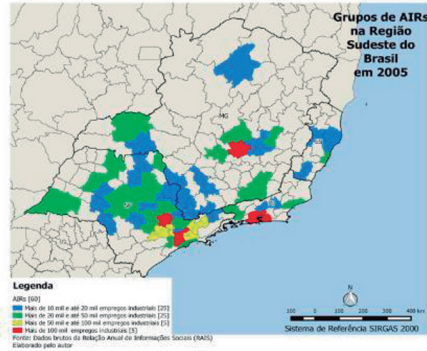 Grupos de AIRs
na Região
Sudeste do
Brasil
em 2005
MG
SP
Legenda
AIRs [60]
Mais de 10 mil e até 20 mil empregos industriais [25]
Mais de 20 mil e até 50 mil empregos industriais [25]
Mais de 50 mil e até 100 mil empregos industriais [5]
Mais de 100 mil empregos industriais [5]
Fonte: Dados brutos da Relação Anual de Informações Sociais (RAIS)
Elaborado pelo autor
N
100 0 100 200 300 400 km
Sistema de Referência SIRGAS 2000